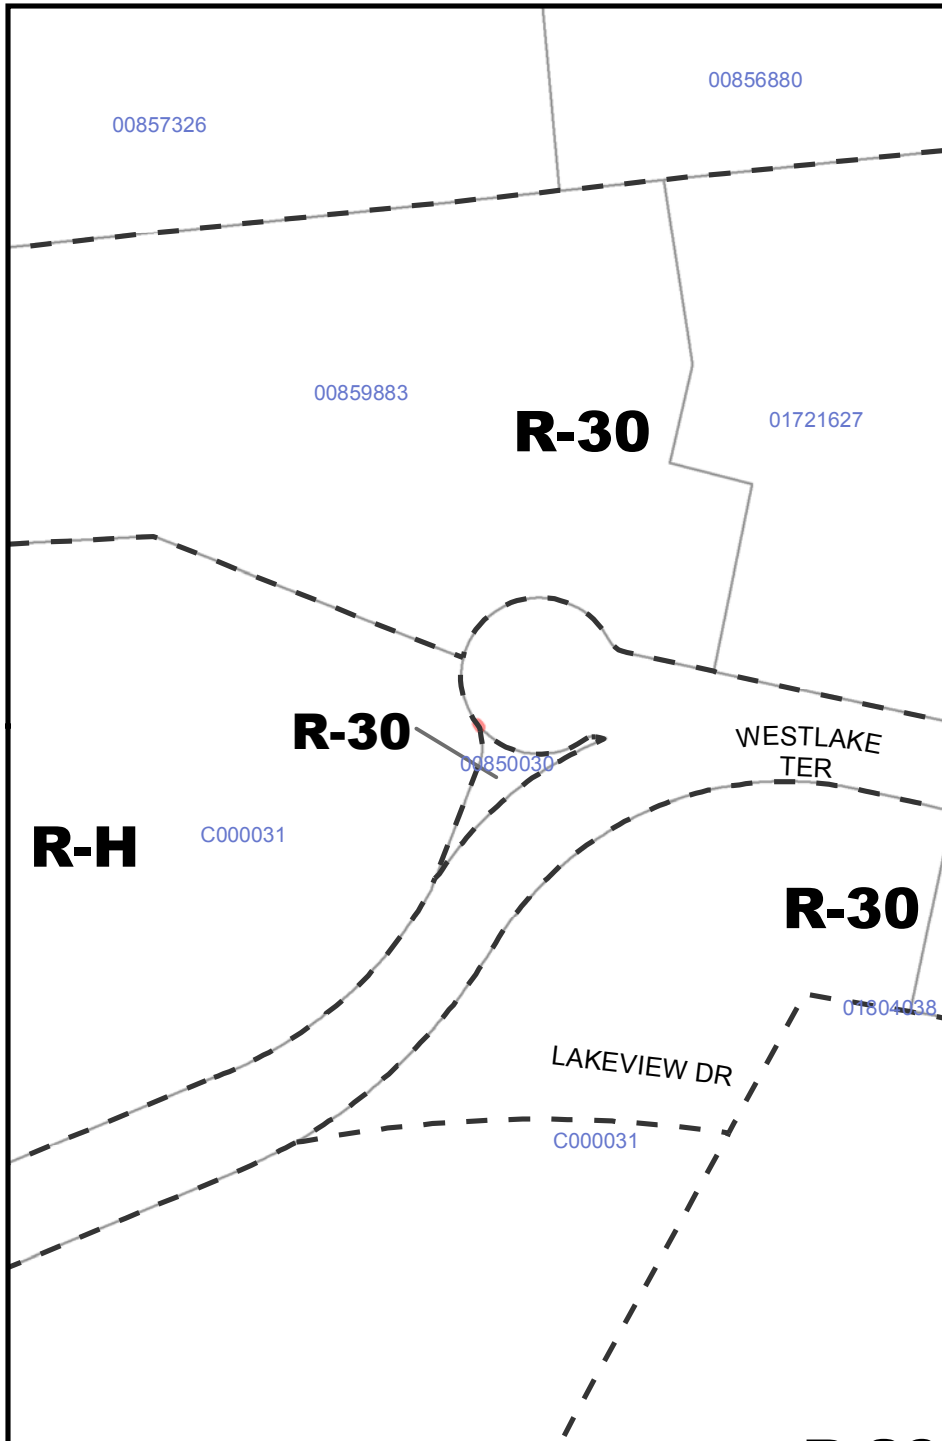 00856880
00857326
00859883
R-30
01721627
R-30
WESTLAKE
TER
00850030
R-H
C000031
R-30
01804038
LAKEVIEW DR
C000031